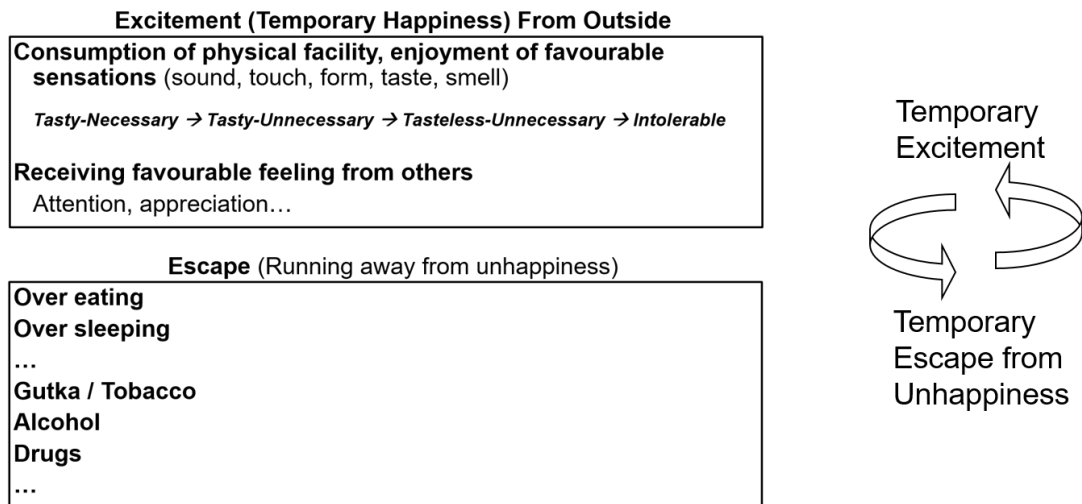 Excitement (Temporary Happiness) From Outside
Consumption of physical facility, enjoyment of favourable
sensations (sound, touch, form, taste, smell)
Tasty-Necessary → Tasty-Unnecessary → Tasteless-Unnecessary → Intolerable
Receiving favourable feeling from others
Attention, appreciation…
Escape (Running away from unhappiness)
Over eating
Over sleeping
…
Gutka / Tobacco
Alcohol
Drugs
…
Temporary
Excitement
Temporary
Escape from
Unhappiness